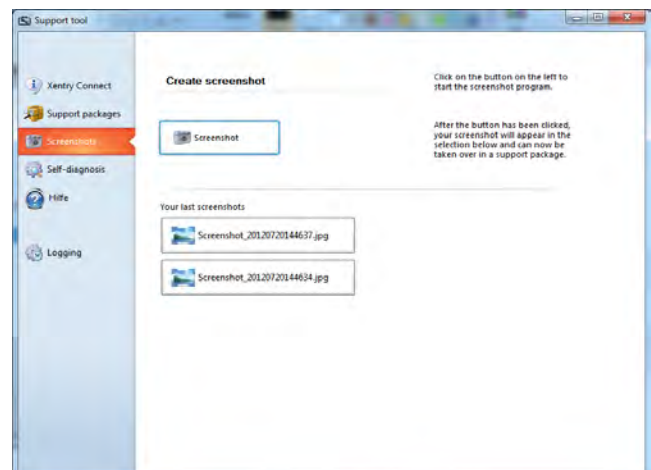 Support tool
Xentry Connect
Support packages
Screenshots
Self-diagnosis
Hilfe
Logging
Create screenshot
Screenshot
Click on the button on the left to
start the screenshot program.
After the button has been clicked,
your screenshot will appear in the
selection below and can now be
taken over in a support package.
Your last screenshots
Screenshot_20120720144637.jpg
Screenshot_20120720144634.jpg